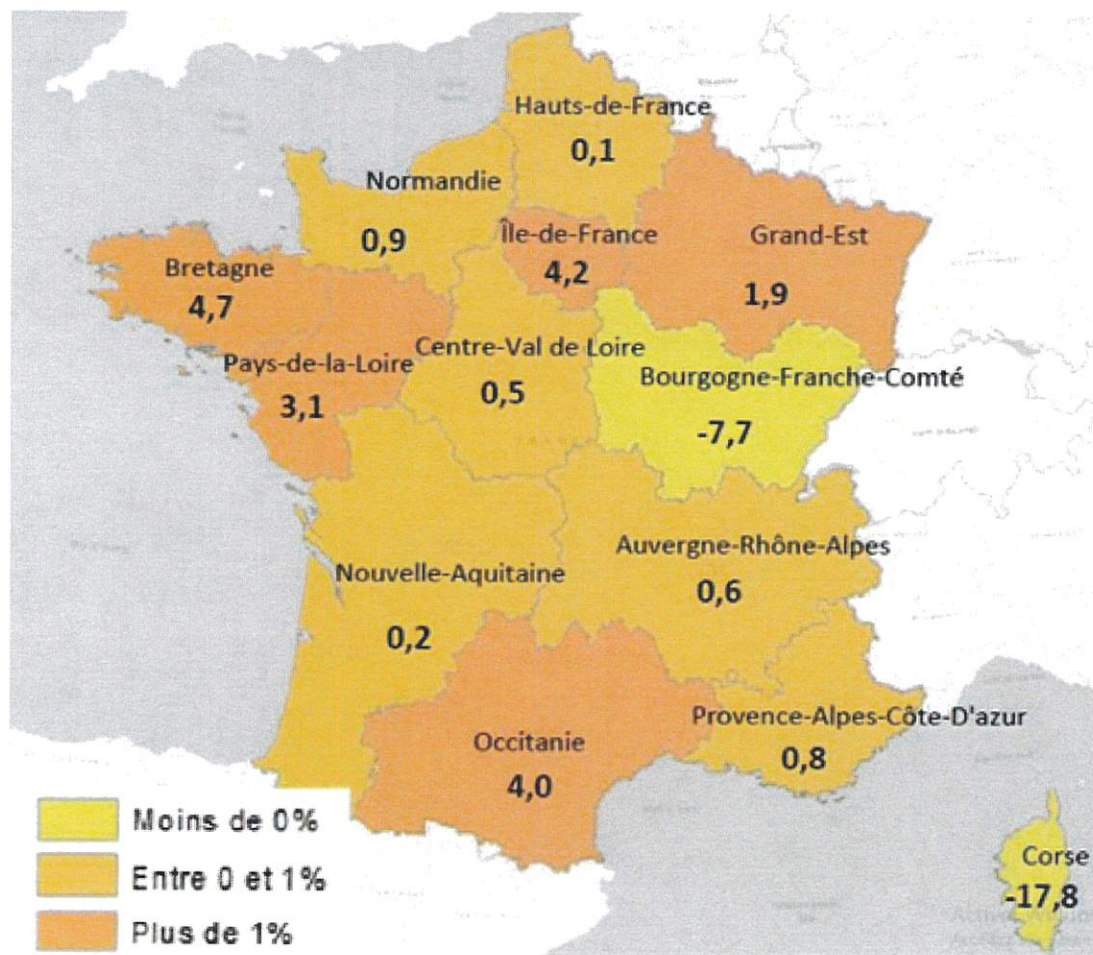 Hauts-de-France
0,1
Normandie
0,9
Île-de-France
4,2
Grand-Est
1,9
Bretagne
4,7
Pays-de-la-Loire
3,1
Centre-Val de Loire
0,5
Bourgogne-Franche-Comté
-7,7
Auvergne-Rhône-Alpes
0,6
Nouvelle-Aquitaine
0,2
Provence-Alpes-Côte-D'azur
0,8
Occitanie
4,0
Corse
-17,8
Moins de 0%
Entre 0 et 1%
Plus de 1%